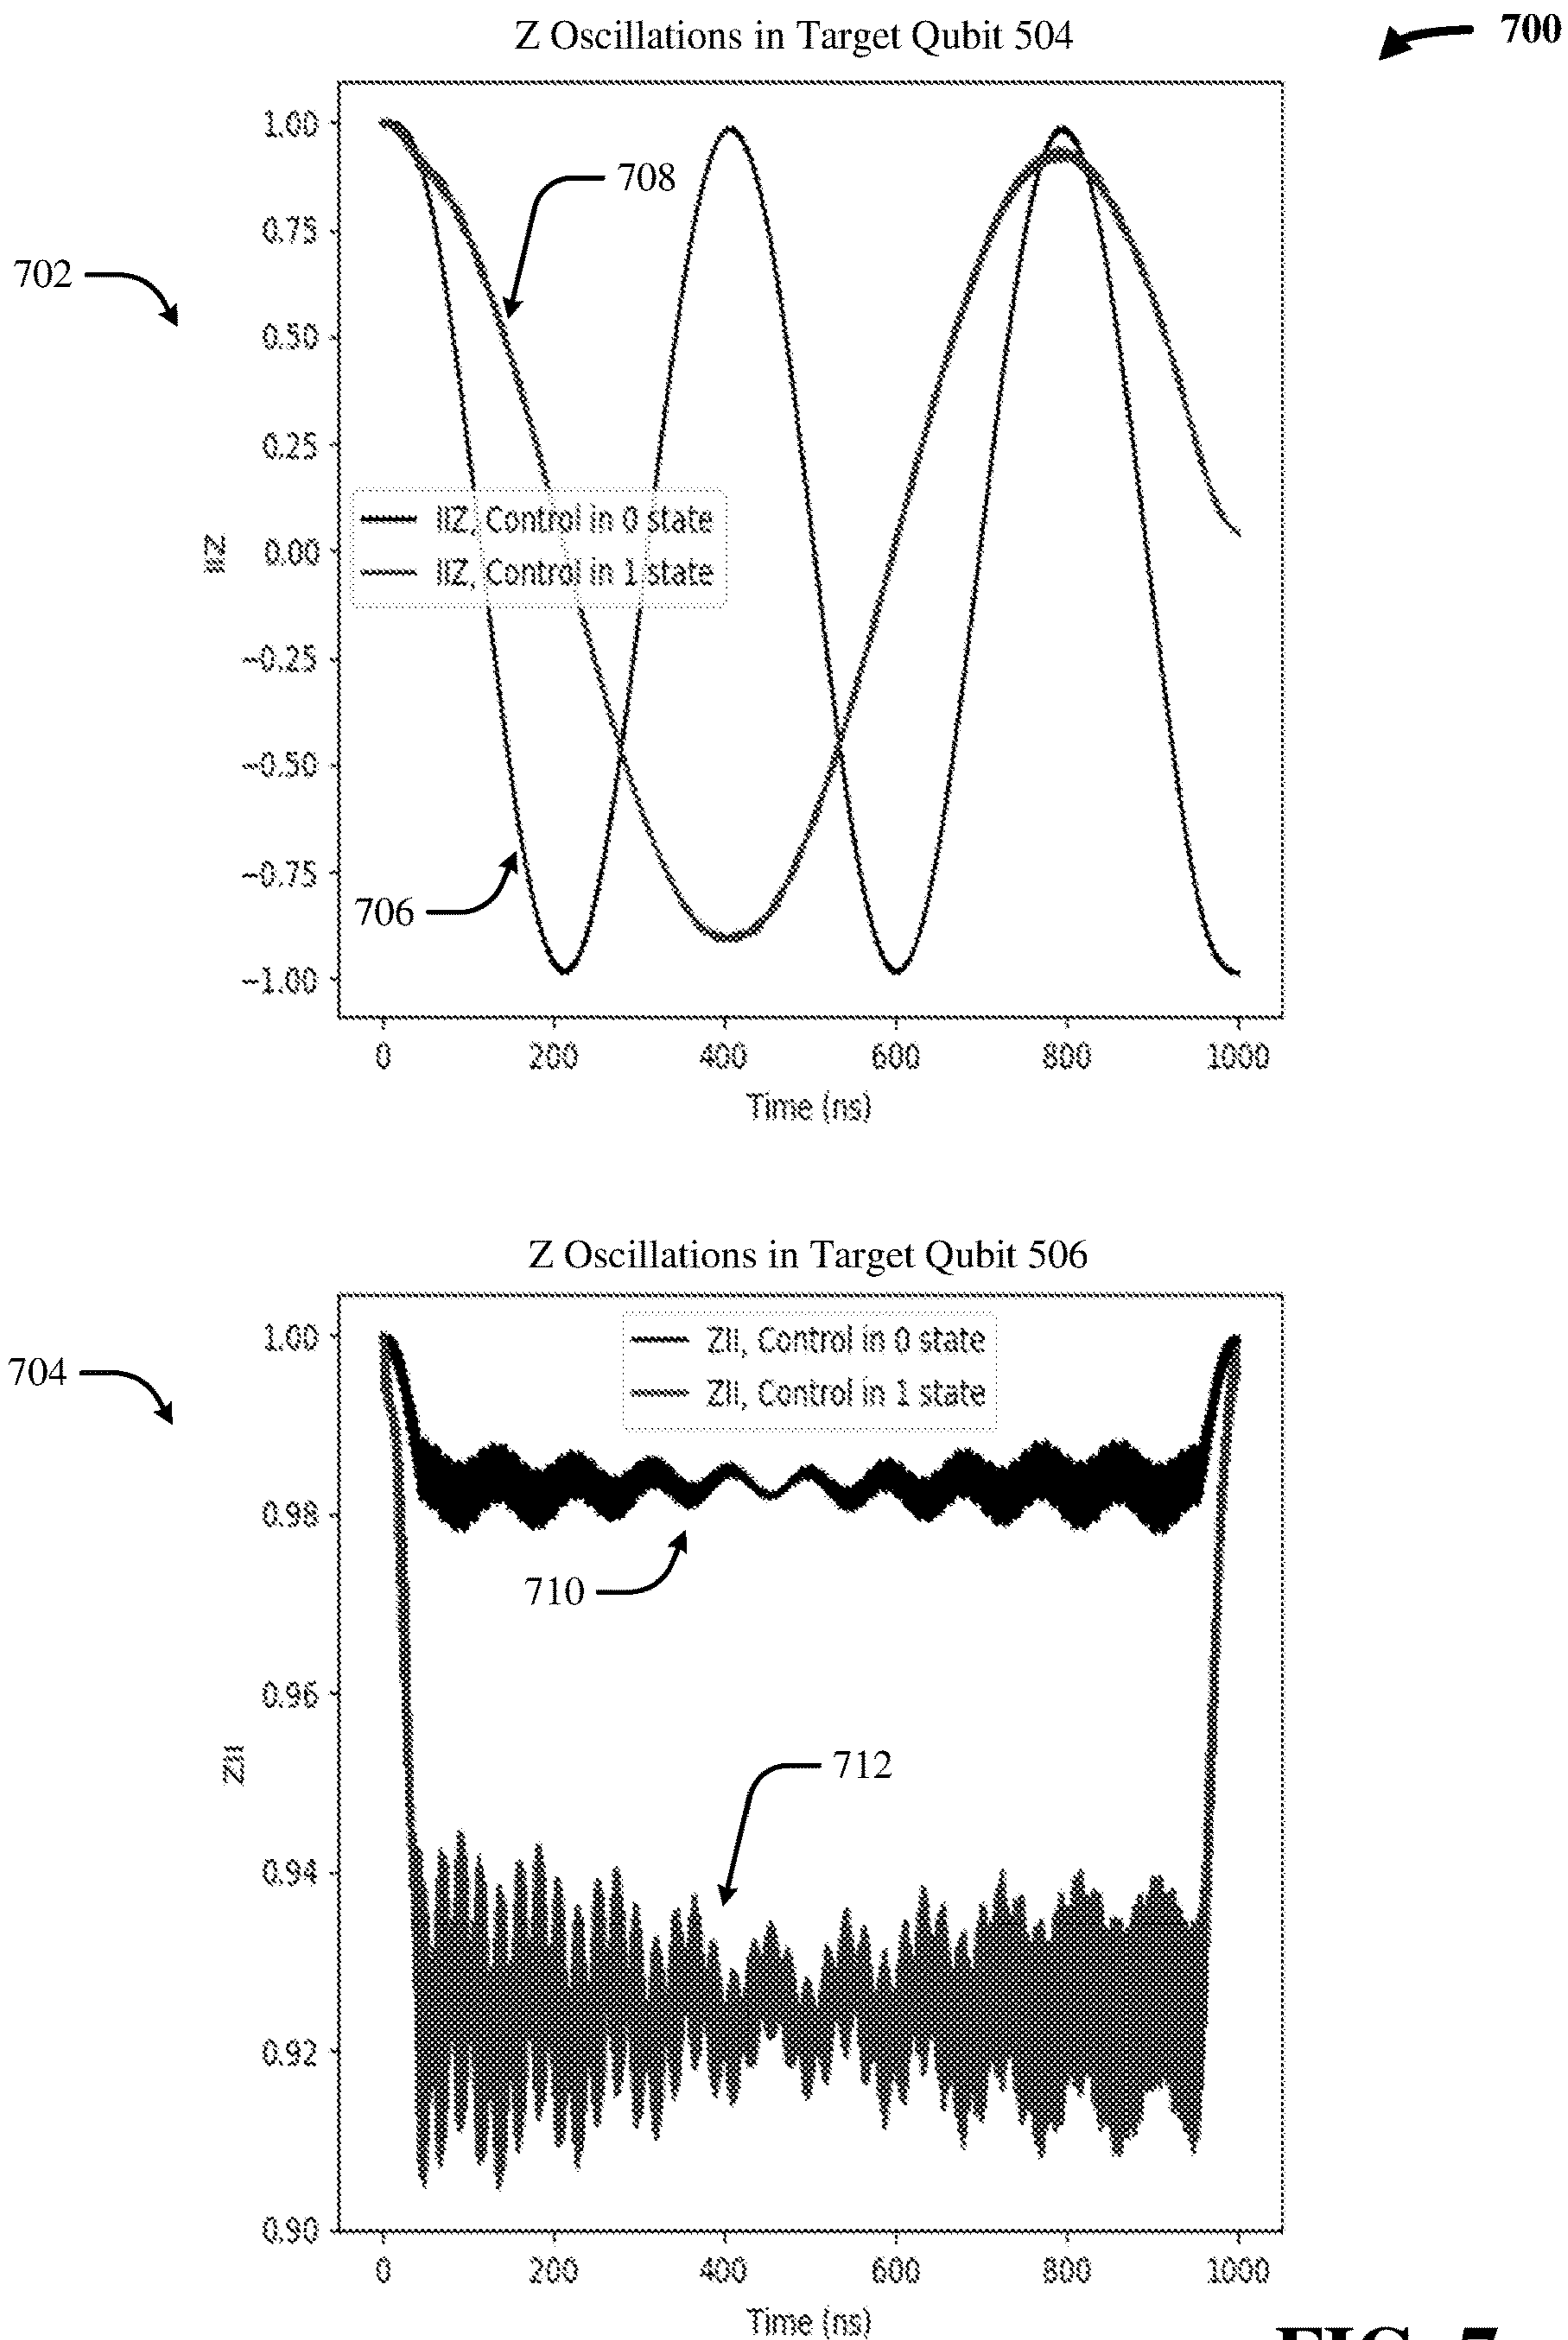 Z Oscillations in Target Qubit 504
700
1.00
708
0.75
702
0.50
0.25
IIZ, Control in 0 state
IIZ
0.00
IIZ, Control in 1 state
−0.25
−0.50
−0.75
706
−1.00
0 200 400 600 800 1000
Time (ns)
Z Oscillations in Target Qubit 506
1.00
ZII, Control in 0 state
704
ZII, Control in 1 state
0.98
710
0.96
ZII
712
0.94
0.92
0.90
0 200 400 600 800 1000
Time (ns)